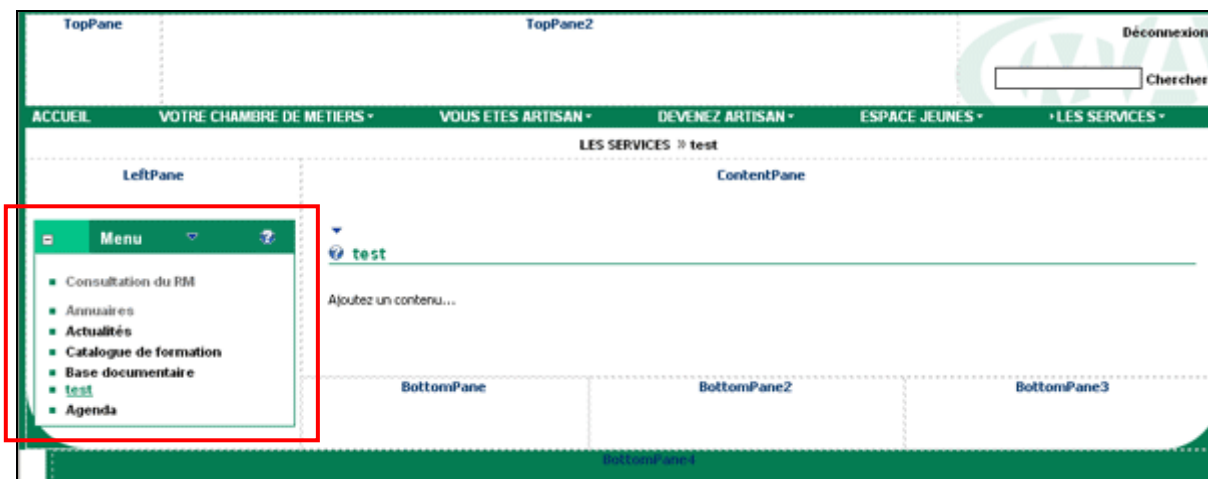 TopPane TopPane2
Déconnexion
Chercher
ACCUEIL VOTRE CHAMBRE DE METIERS VOUS ETES ARTISAN DEVENEZ ARTISAN ESPACE JEUNES LES SERVICES
LES SERVICES » test
LeftPane ContentPane
Menu
test
Consultation du RM
Annuaires
Actualités
Catalogue de formation
Base documentaire
test
Agenda
Ajoutez un contenu...
BottomPane BottomPane2 BottomPane3
BottomPane4